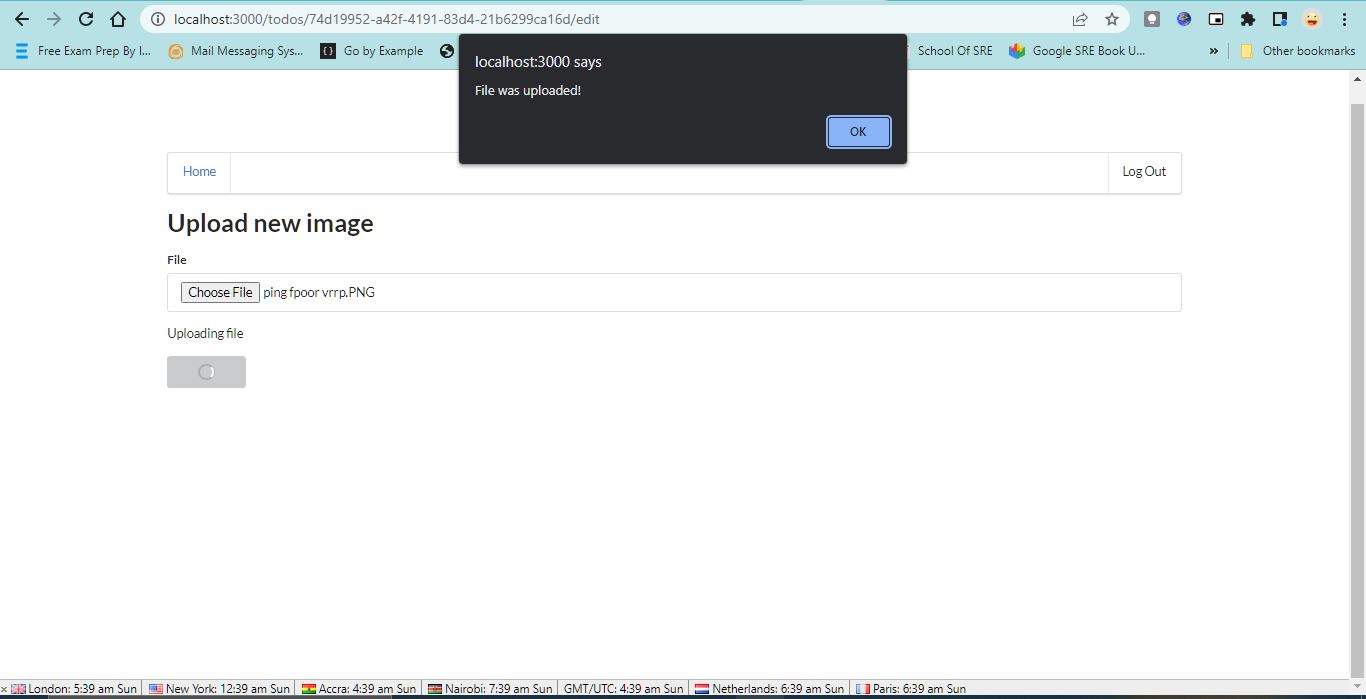 localhost:3000/todos/74d19952-a42f-4191-83d4-21b6299ca16d/edit
Free Exam Prep By I... Mail Messaging Sys... Go by Example School Of SRE Google SRE Book U... » Other bookmarks
localhost:3000 says
File was uploaded!
OK
Home Log Out
Upload new image
File
Choose File ping fpoor vrrp.PNG
Uploading file
× London: 5:39 am Sun New York: 12:39 am Sun Accra: 4:39 am Sun Nairobi: 7:39 am Sun GMT/UTC: 4:39 am Sun Netherlands: 6:39 am Sun Paris: 6:39 am Sun